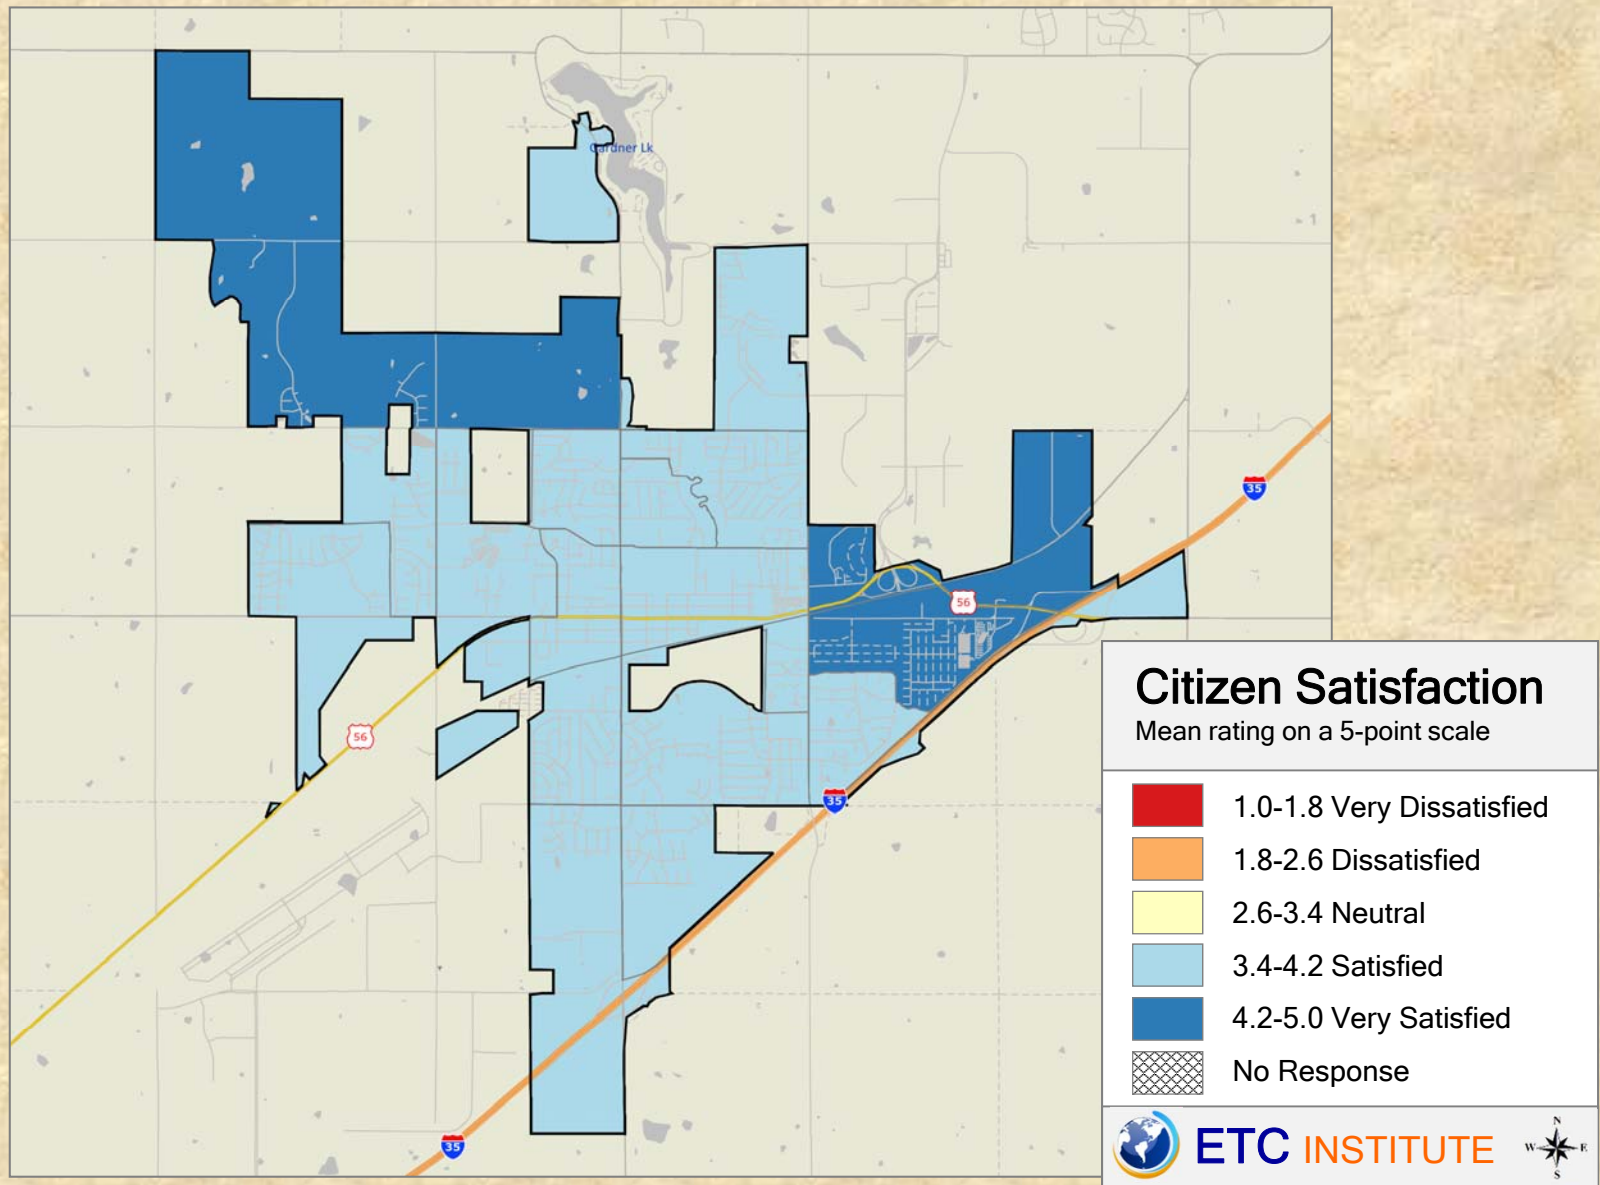 Gardner Lk
1
35
56
56
35
35
Citizen Satisfaction
Mean rating on a 5-point scale
1.0-1.8 Very Dissatisfied
1.8-2.6 Dissatisfied
2.6-3.4 Neutral
3.4-4.2 Satisfied
4.2-5.0 Very Satisfied
No Response
ETC INSTITUTE
N
W E
S